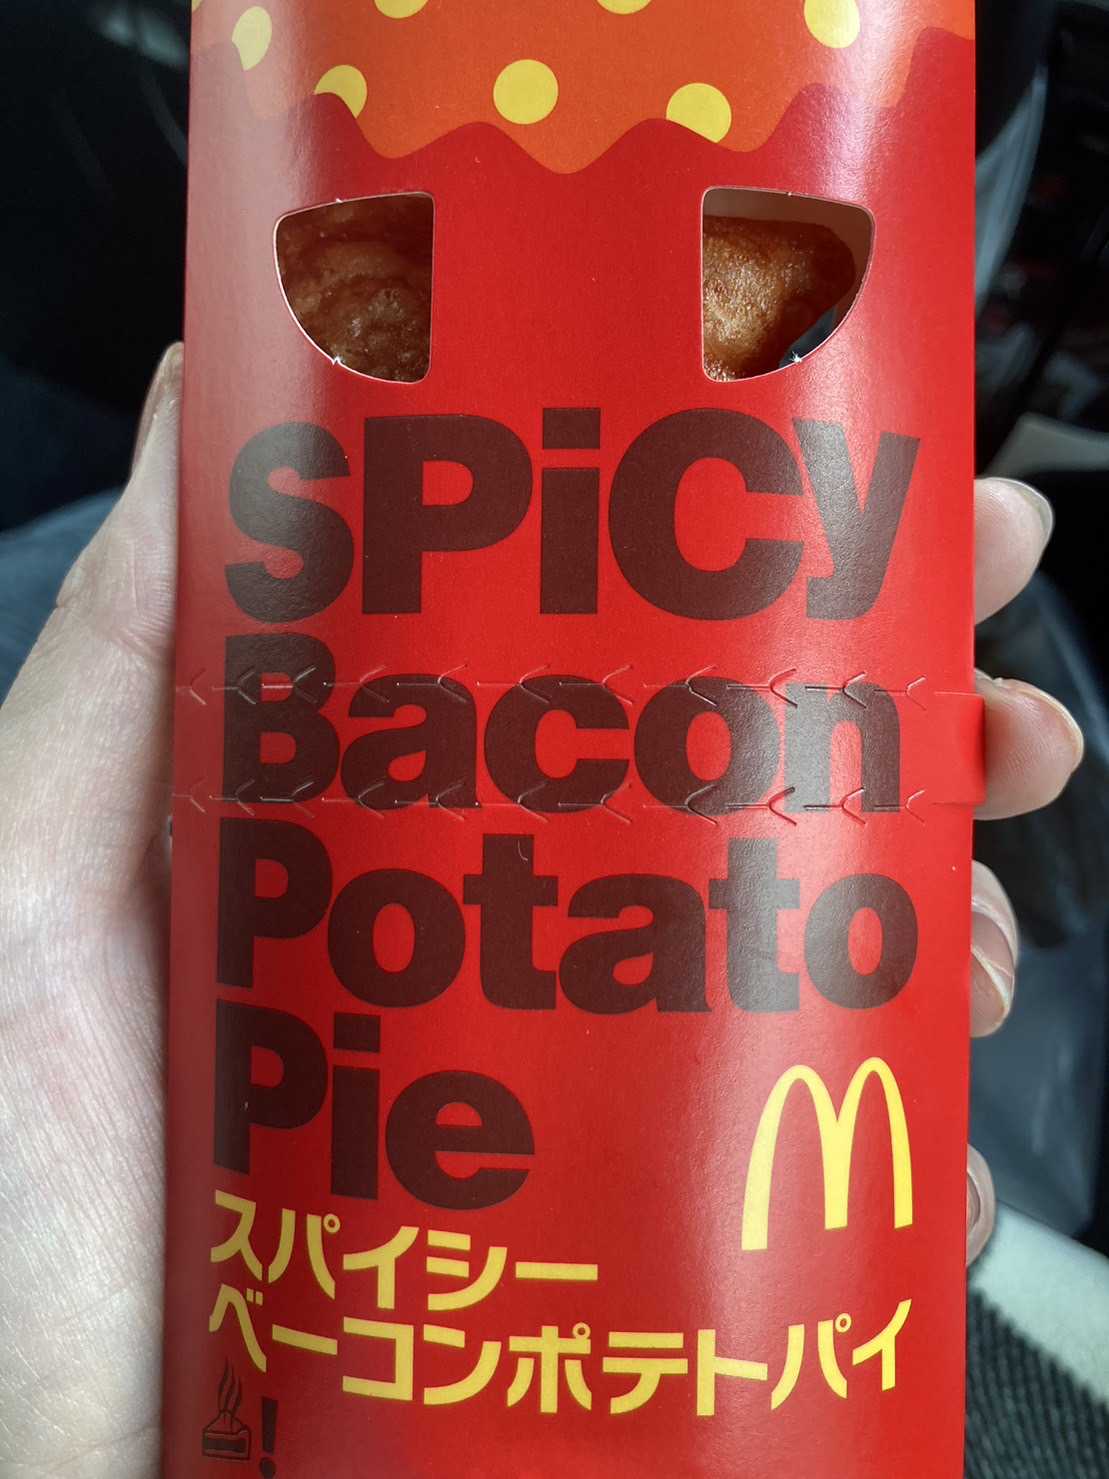 sPiCy
Bacon
Potato
Pie
スパイシー
ベーコンポテトパイ
!